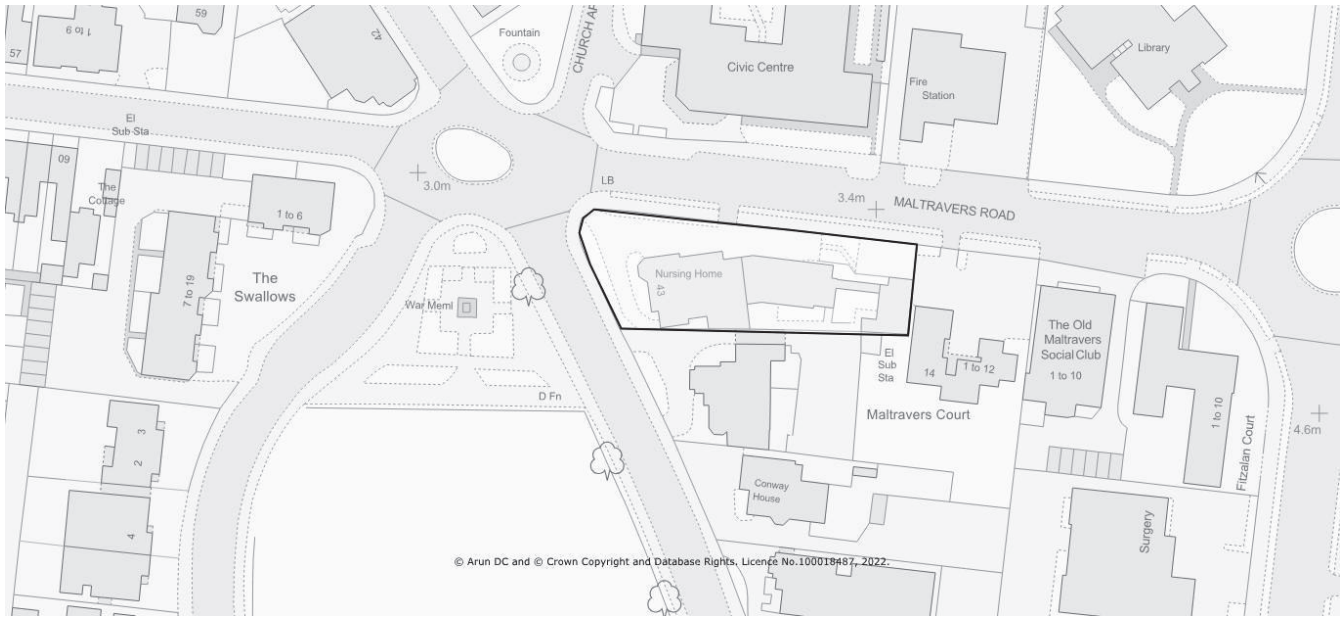 59
1 to 9
57
42
Fountain
CHURCH
Civic Centre
Fire
Station
Library
El
Sub Sta
60
The
Cottage
1 to 6
3.0m
LB
3.4m
MALTRAVERS ROAD
Nursing Home
43
The
Swallows
7 to 19
War Meml
The Old
Maltravers
Social Club
1 to 10
El
Sub
Sta
14
1 to 12
Maltravers Court
D Fn
1 to 10
Fitzalan Court
4.6m
3
2
4
Conway
House
Surgery
© Arun DC and © Crown Copyright and Database Rights. Licence No.100018487, 2022.